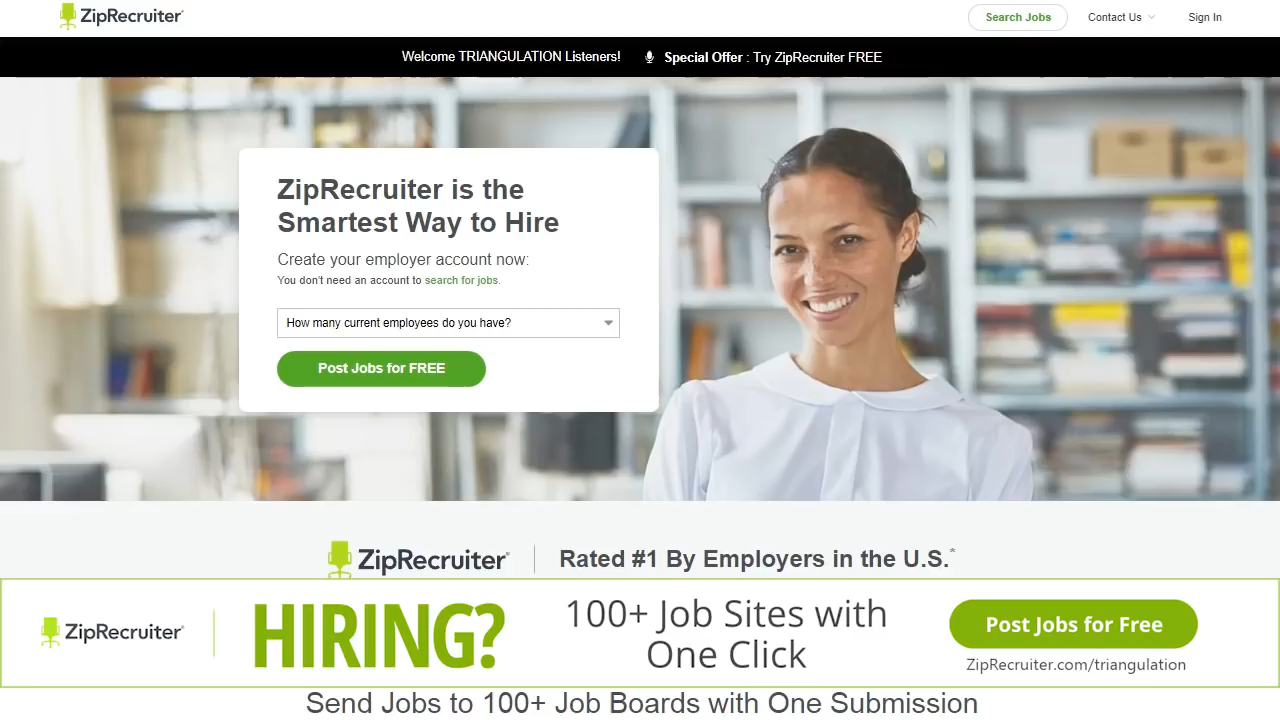 ZipRecruiter
Search Jobs
Contact Us
Sign In
Welcome TRIANGULATION Listeners!
Special Offer : Try ZipRecruiter FREE
ZipRecruiter is the
Smartest Way to Hire
Create your employer account now:
You don't need an account to search for jobs.
How many current employees do you have?
Post Jobs for FREE
ZipRecruiter®
Rated #1 By Employers in the U.S.*
ZipRecruiter
HIRING?
100+ Job Sites with
One Click
Post Jobs for Free
ZipRecruiter.com/triangulation
Send Jobs to 100+ Job Boards with One Submission